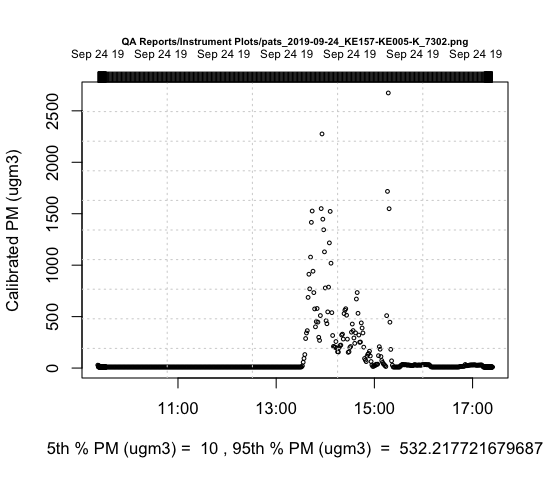 QA Reports/Instrument Plots/pats_2019-09-24_KE157-KE005-K_7302.png
Sep 24 19 Sep 24 19 Sep 24 19 Sep 24 19 Sep 24 19 Sep 24 19 Sep 24 19
2500
2000
1500
1000
500
0
Calibrated PM (ugm3)
11:00 13:00 15:00 17:00
5th % PM (ugm3) = 10 , 95th % PM (ugm3) = 532.217721679687